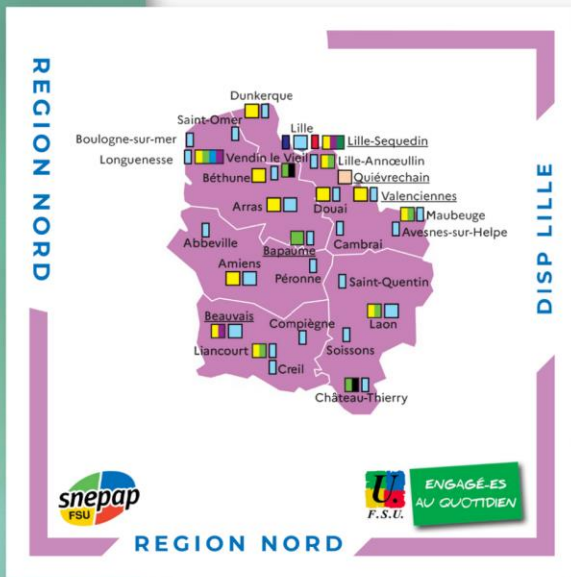 REGION NORD
DISP LILLE
Dunkerque
Saint-Omer
Lille
Boulogne-sur-mer
Lille-Sequedin
Longuenesse
Vendin le Vieil
Lille-Annœullin
Béthune
Quiévrechain
Arras
Douai
Valenciennes
Maubeuge
Abbeville
Bapaume
Cambrai
Avesnes-sur-Helpe
Amiens
Péronne
Saint-Quentin
Beauvais
Compiègne
Laon
Liancourt
Soissons
Creil
Château-Thierry
snepap
FSU
U.
F.S.U.
ENGAGÉ-ES
AU QUOTIDIEN
REGION NORD